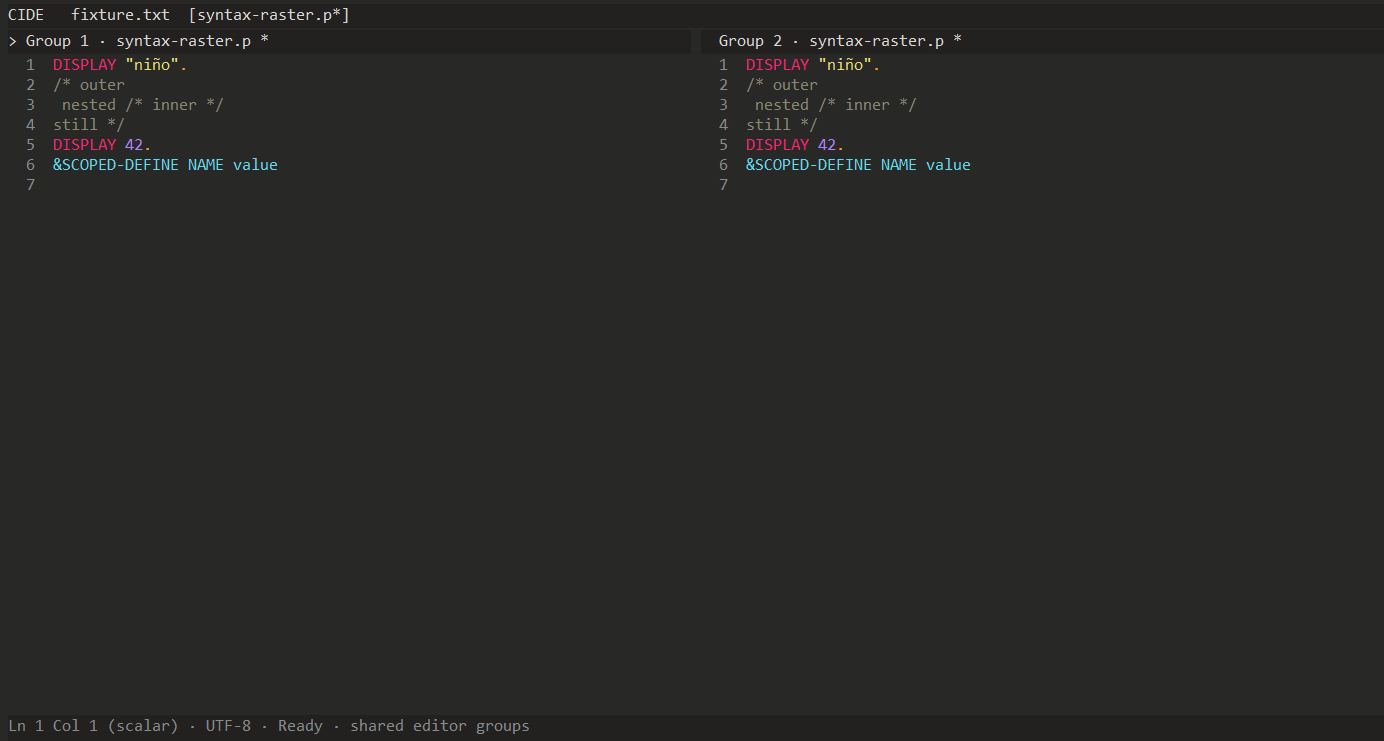 CIDE   fixture.txt  [syntax-raster.p*]
> Group 1 · syntax-raster.p *
1  DISPLAY "niño".
2  /* outer
3   nested /* inner */
4  still */
5  DISPLAY 42.
6  &SCOPED-DEFINE NAME value
7
Group 2 · syntax-raster.p *
1  DISPLAY "niño".
2  /* outer
3   nested /* inner */
4  still */
5  DISPLAY 42.
6  &SCOPED-DEFINE NAME value
7
Ln 1 Col 1 (scalar) · UTF-8 · Ready · shared editor groups